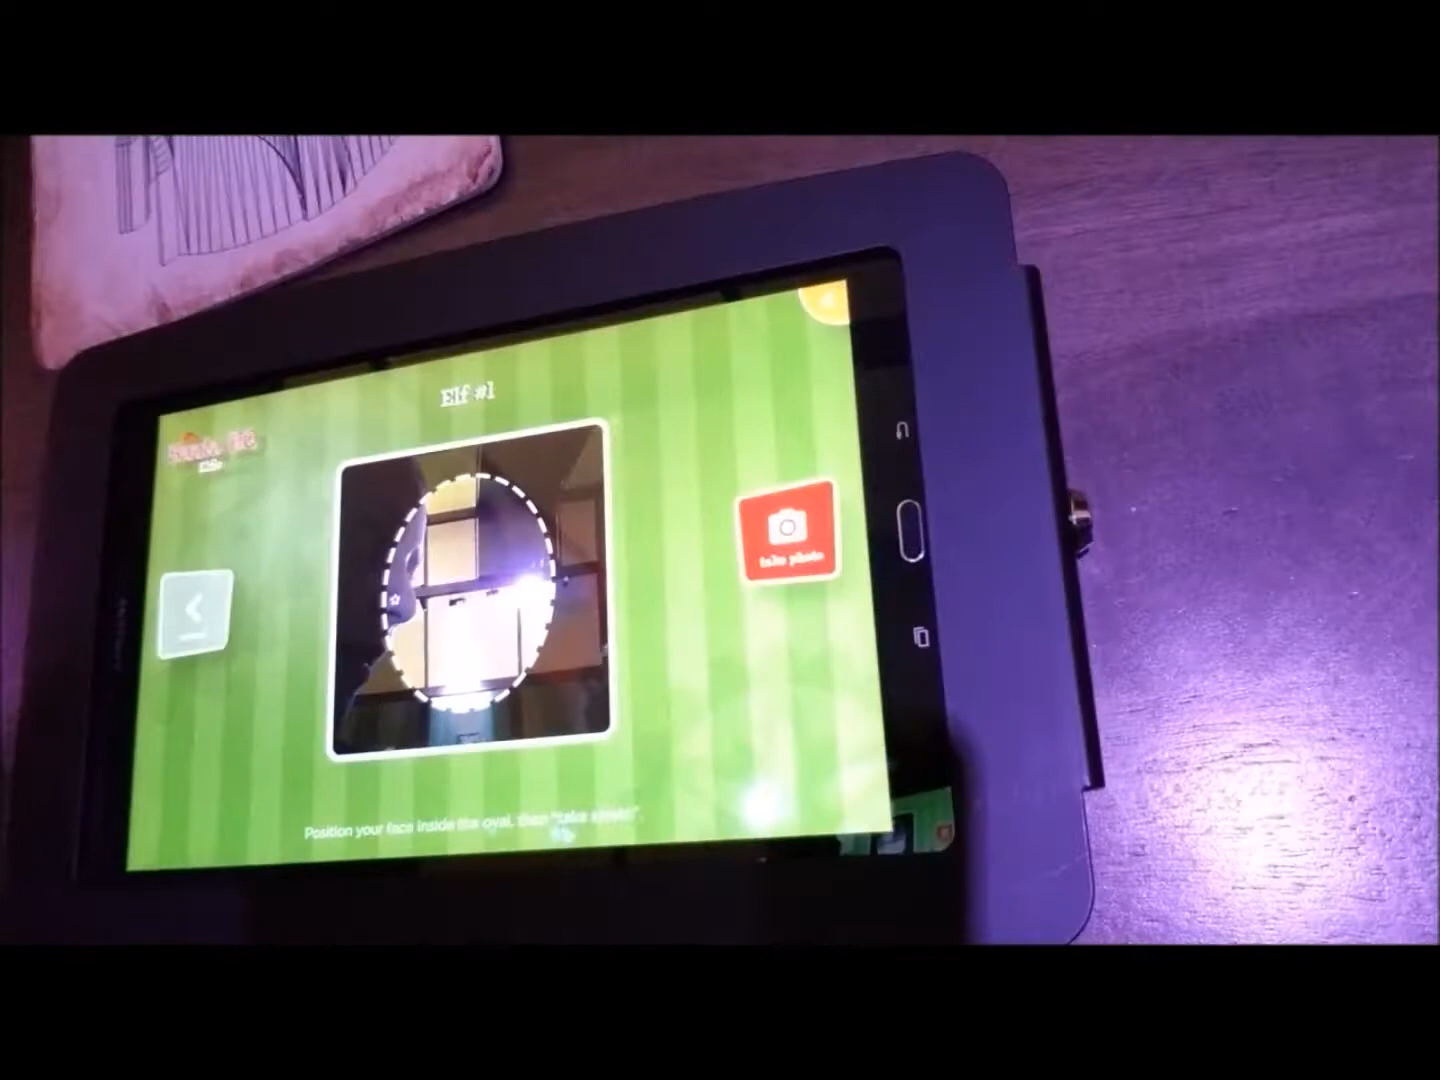 Elf #1
take photo
Position your face inside the oval, then "take photo".